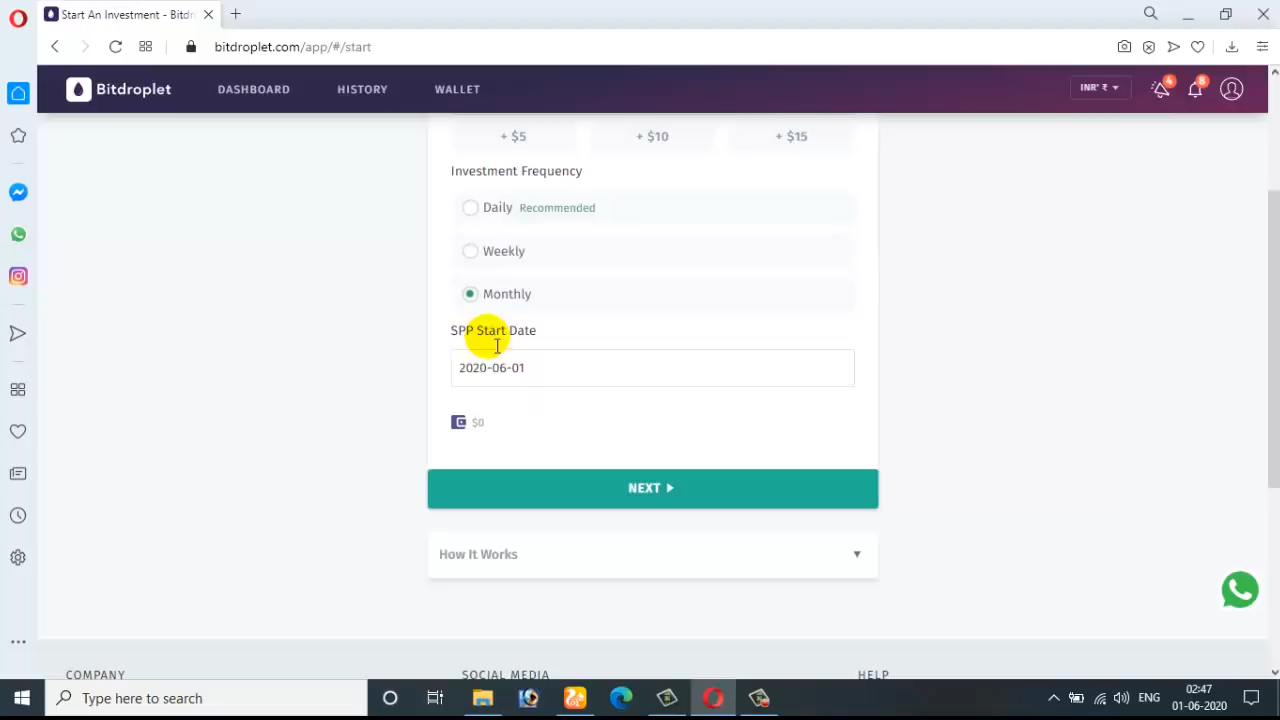 Start An Investment - Bitdr
bitdroplet.com/app/#/start
Bitdroplet
DASHBOARD
HISTORY
WALLET
INR* ₹
4
8
+ $5
+ $10
+ $15
Investment Frequency
Daily Recommended
Weekly
Monthly
SPP Start Date
2020-06-01
$0
NEXT
How It Works
COMPANY
SOCIAL MEDIA
HELP
Type here to search
ENG
02:47
01-06-2020